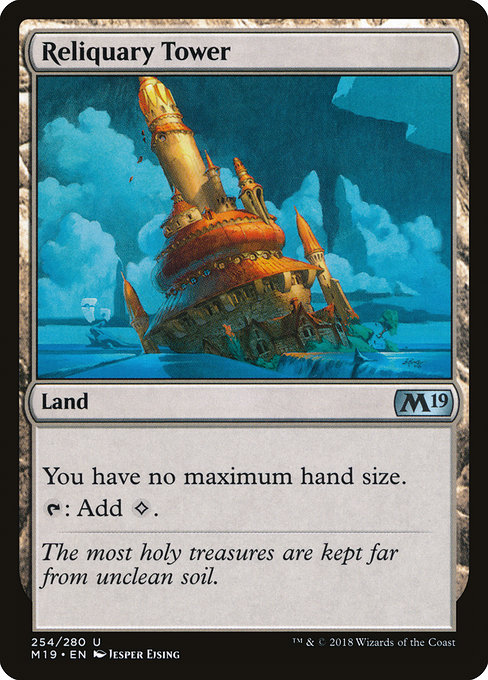 Reliquary Tower
Land
M19
You have no maximum hand size.
: Add .
The most holy treasures are kept far
from unclean soil.
254/280 U
M19 • EN Jesper Eising
™ & © 2018 Wizards of the Coast